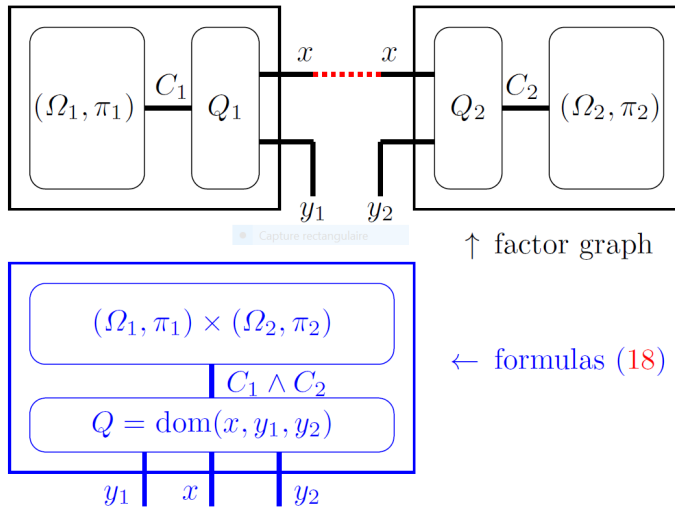 x x
(Ω₁, π₁) C₁ Q₁ Q₂ C₂ (Ω₂, π₂)
y₁ y₂
Capture rectangulaire
↑ factor graph
(Ω₁, π₁) × (Ω₂, π₂)
← formulas (18)
C₁ ∧ C₂
Q = dom(x, y₁, y₂)
y₁ x y₂